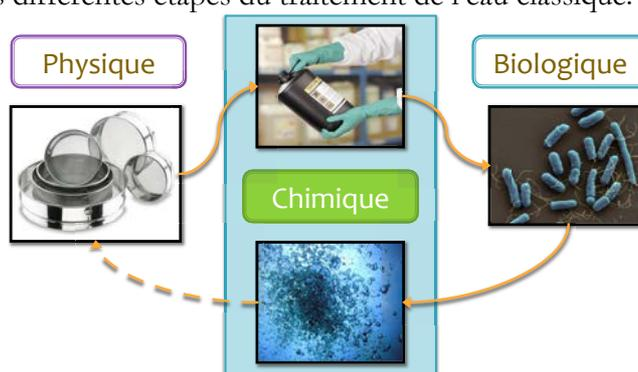 différentes étapes du traitement de l'eau classique.
Physique
Biologique
Chimique